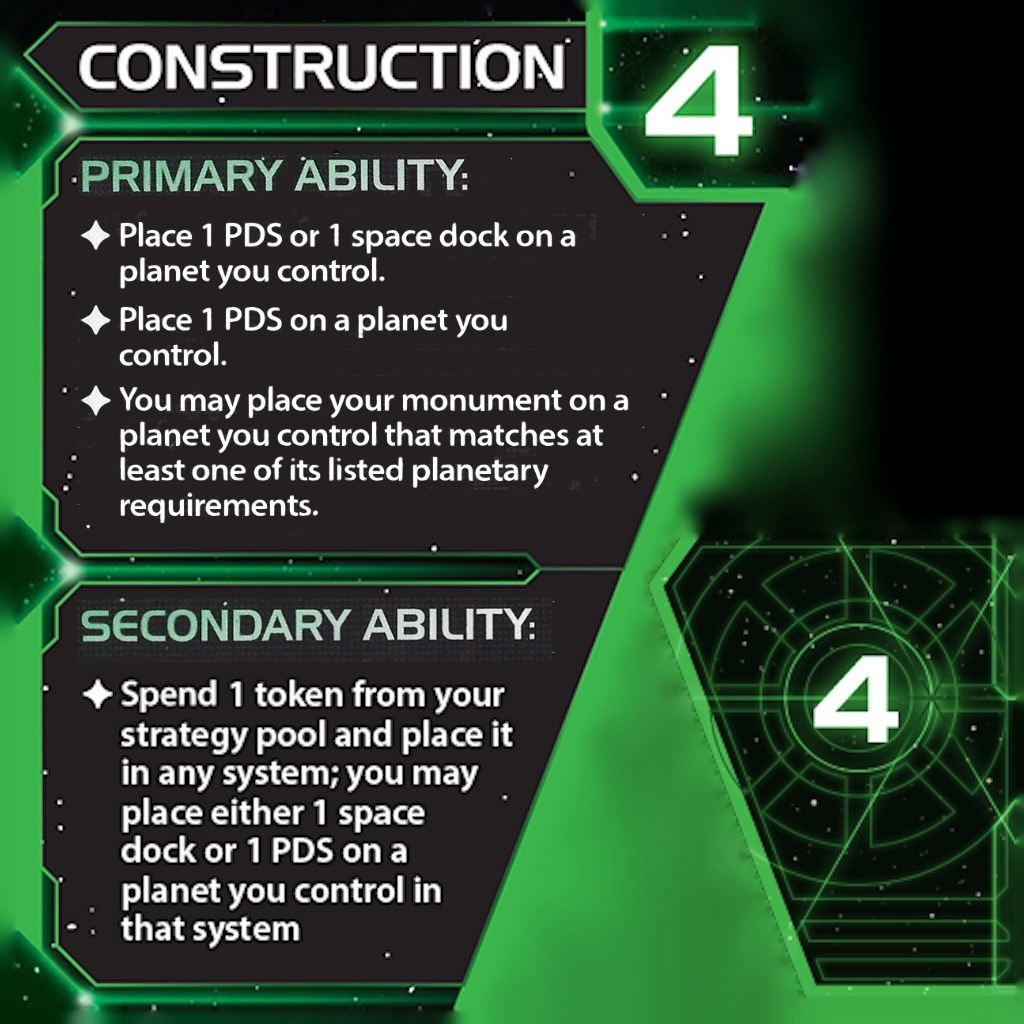 CONSTRUCTION
4
PRIMARY ABILITY:
Place 1 PDS or 1 space dock on a
planet you control.
Place 1 PDS on a planet you
control.
You may place your monument on a
planet you control that matches at
least one of its listed planetary
requirements.
SECONDARY ABILITY:
Spend 1 token from your
strategy pool and place it
in any system; you may
place either 1 space
dock or 1 PDS on a
planet you control in
that system
4